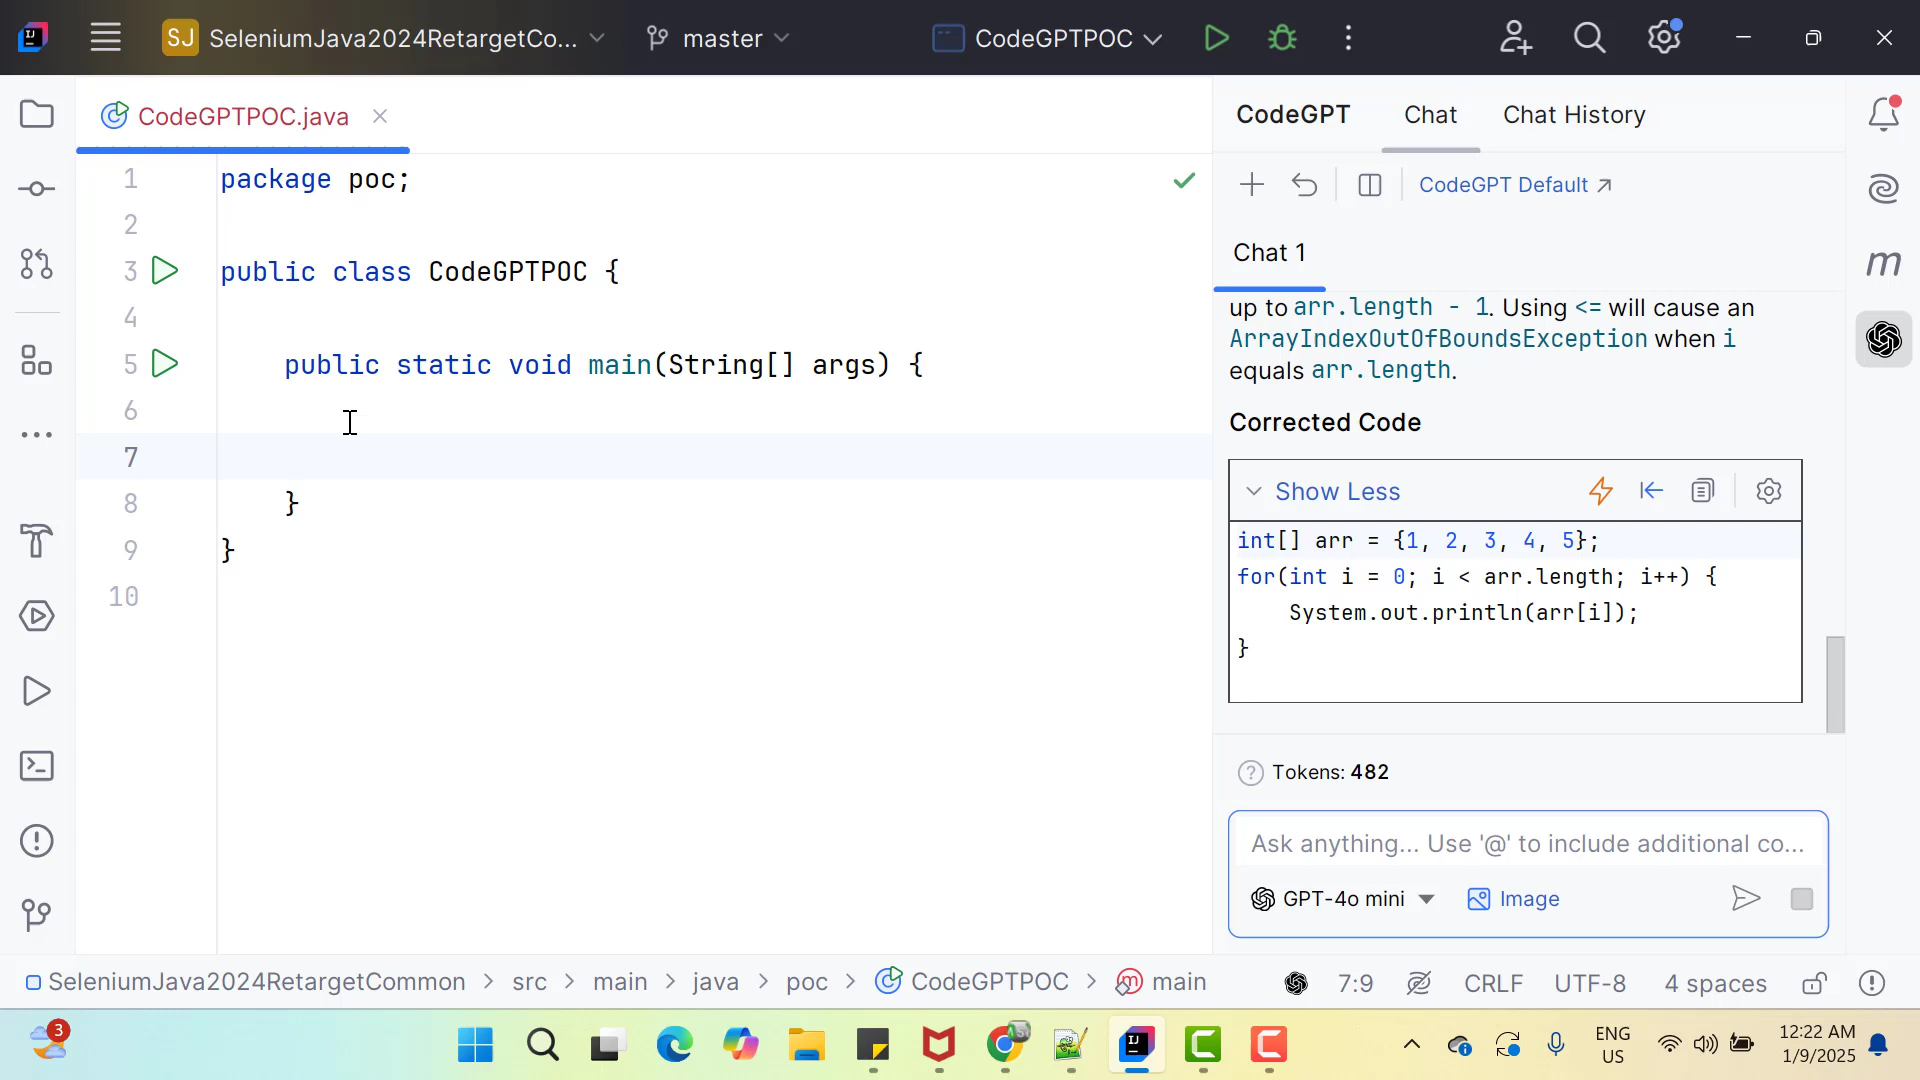 SJ SeleniumJava2024RetargetCo... master CodeGPTPOC
CodeGPTPOC.java
1 package poc;
2
3 public class CodeGPTPOC {
4
5 public static void main(String[] args) {
6
7
8 }
9 }
10
CodeGPT Chat Chat History
CodeGPT Default
Chat 1
up to arr.length - 1. Using <= will cause an
ArrayIndexOutOfBoundsException when i
equals arr.length.
Corrected Code
Show Less
int[] arr = {1, 2, 3, 4, 5};
for(int i = 0; i < arr.length; i++) {
System.out.println(arr[i]);
}
? Tokens: 482
Ask anything... Use '@' to include additional co...
GPT-4o mini Image
m
SeleniumJava2024RetargetCommon > src > main > java > poc > CodeGPTPOC > m main 7:9 CRLF UTF-8 4 spaces
3
ENG
US
12:22 AM
1/9/2025